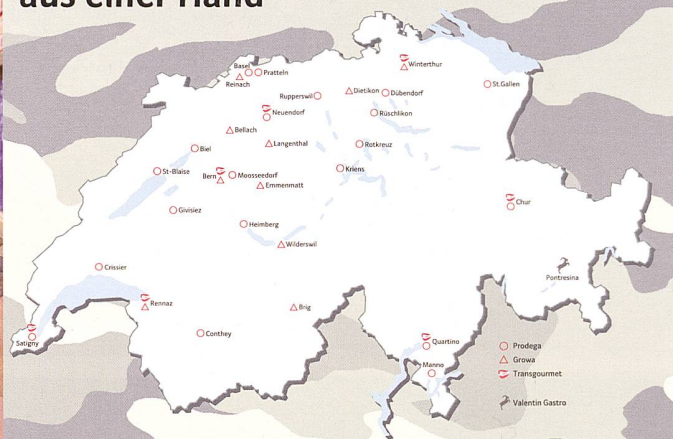 aus einer Hand
Winterthur
Basel
Pratteln
Reinach
St.Gallen
Rupperswil
Dietikon
Dübendorf
Neuendorf
Rüschlikon
Bellach
Langenthal
Rotkreuz
Biel
St-Blaise
Bern
Moosseedorf
Kriens
Emmenmatt
Chur
Givisiez
Heimberg
Wilderswil
Crissier
Pontresina
Rennaz
Brig
Satigny
Conthey
Quartino
Manno
Prodega
Growa
Transgourmet
Valentin Gastro